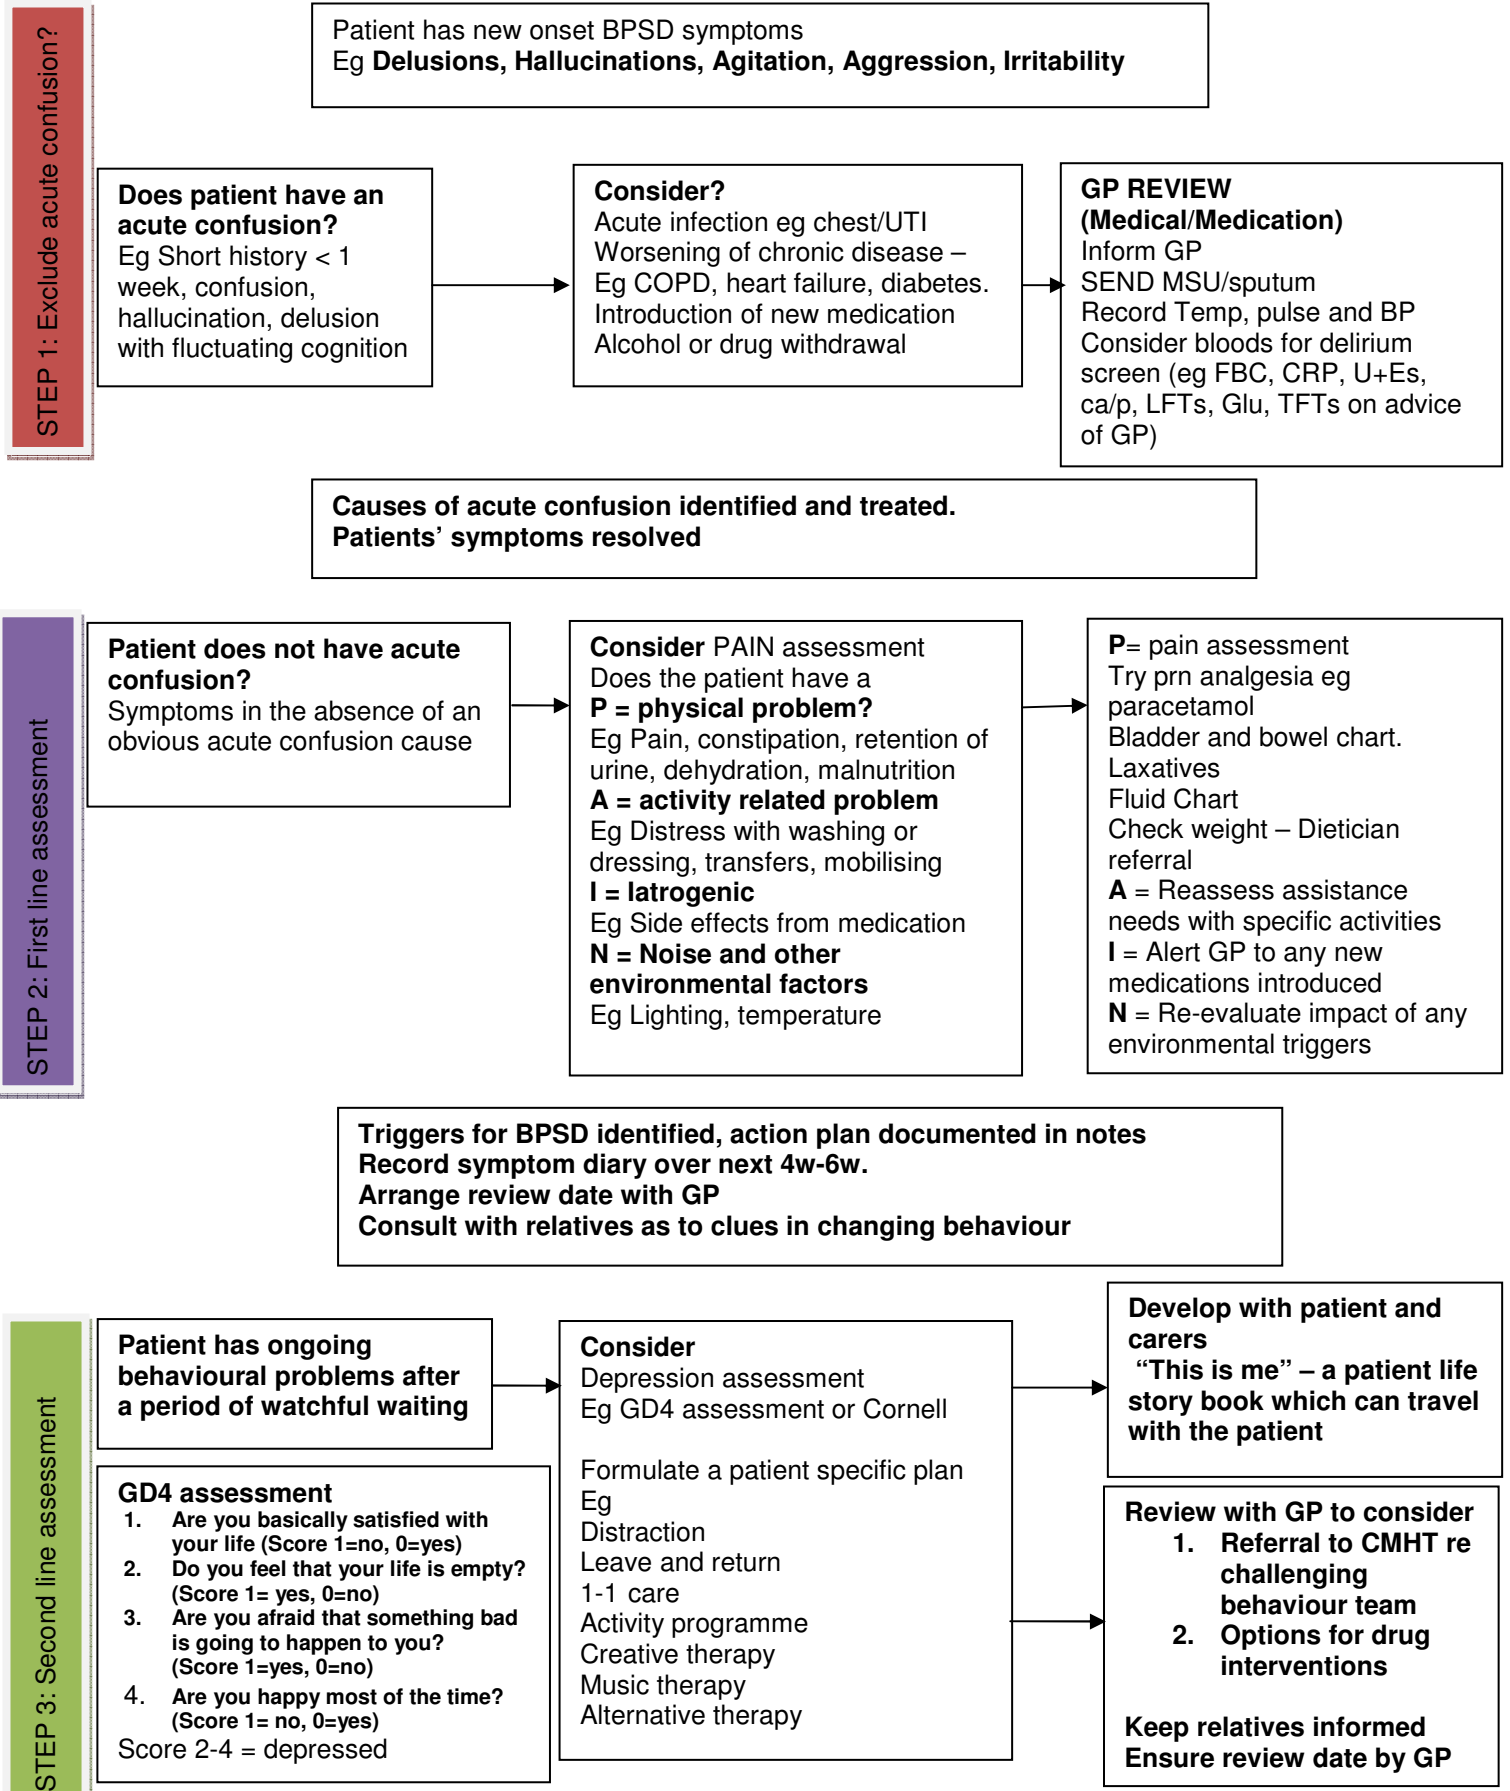 STEP 1: Exclude acute confusion?
Patient has new onset BPSD symptoms
Eg Delusions, Hallucinations, Agitation, Aggression, Irritability
Does patient have an
acute confusion?
Eg Short history < 1
week, confusion,
hallucination, delusion
with fluctuating cognition
Consider?
Acute infection eg chest/UTI
Worsening of chronic disease –
Eg COPD, heart failure, diabetes.
Introduction of new medication
Alcohol or drug withdrawal
GP REVIEW
(Medical/Medication)
Inform GP
SEND MSU/sputum
Record Temp, pulse and BP
Consider bloods for delirium
screen (eg FBC, CRP, U+Es,
ca/p, LFTs, Glu, TFTs on advice
of GP)
Causes of acute confusion identified and treated.
Patients’ symptoms resolved
STEP 2: First line assessment
Patient does not have acute
confusion?
Symptoms in the absence of an
obvious acute confusion cause
Consider PAIN assessment
Does the patient have a
P = physical problem?
Eg Pain, constipation, retention of
urine, dehydration, malnutrition
A = activity related problem
Eg Distress with washing or
dressing, transfers, mobilising
I = Iatrogenic
Eg Side effects from medication
N = Noise and other
environmental factors
Eg Lighting, temperature
P= pain assessment
Try prn analgesia eg
paracetamol
Bladder and bowel chart.
Laxatives
Fluid Chart
Check weight – Dietician
referral
A = Reassess assistance
needs with specific activities
I = Alert GP to any new
medications introduced
N = Re-evaluate impact of any
environmental triggers
Triggers for BPSD identified, action plan documented in notes
Record symptom diary over next 4w-6w.
Arrange review date with GP
Consult with relatives as to clues in changing behaviour
STEP 3: Second line assessment
Patient has ongoing
behavioural problems after
a period of watchful waiting
GD4 assessment
1. Are you basically satisfied with
your life (Score 1=no, 0=yes)
2. Do you feel that your life is empty?
(Score 1= yes, 0=no)
3. Are you afraid that something bad
is going to happen to you?
(Score 1=yes, 0=no)
4. Are you happy most of the time?
(Score 1= no, 0=yes)
Score 2-4 = depressed
Consider
Depression assessment
Eg GD4 assessment or Cornell
Formulate a patient specific plan
Eg
Distraction
Leave and return
1-1 care
Activity programme
Creative therapy
Music therapy
Alternative therapy
Develop with patient and
carers
“This is me” – a patient life
story book which can travel
with the patient
Review with GP to consider
1. Referral to CMHT re
challenging
behaviour team
2. Options for drug
interventions
Keep relatives informed
Ensure review date by GP